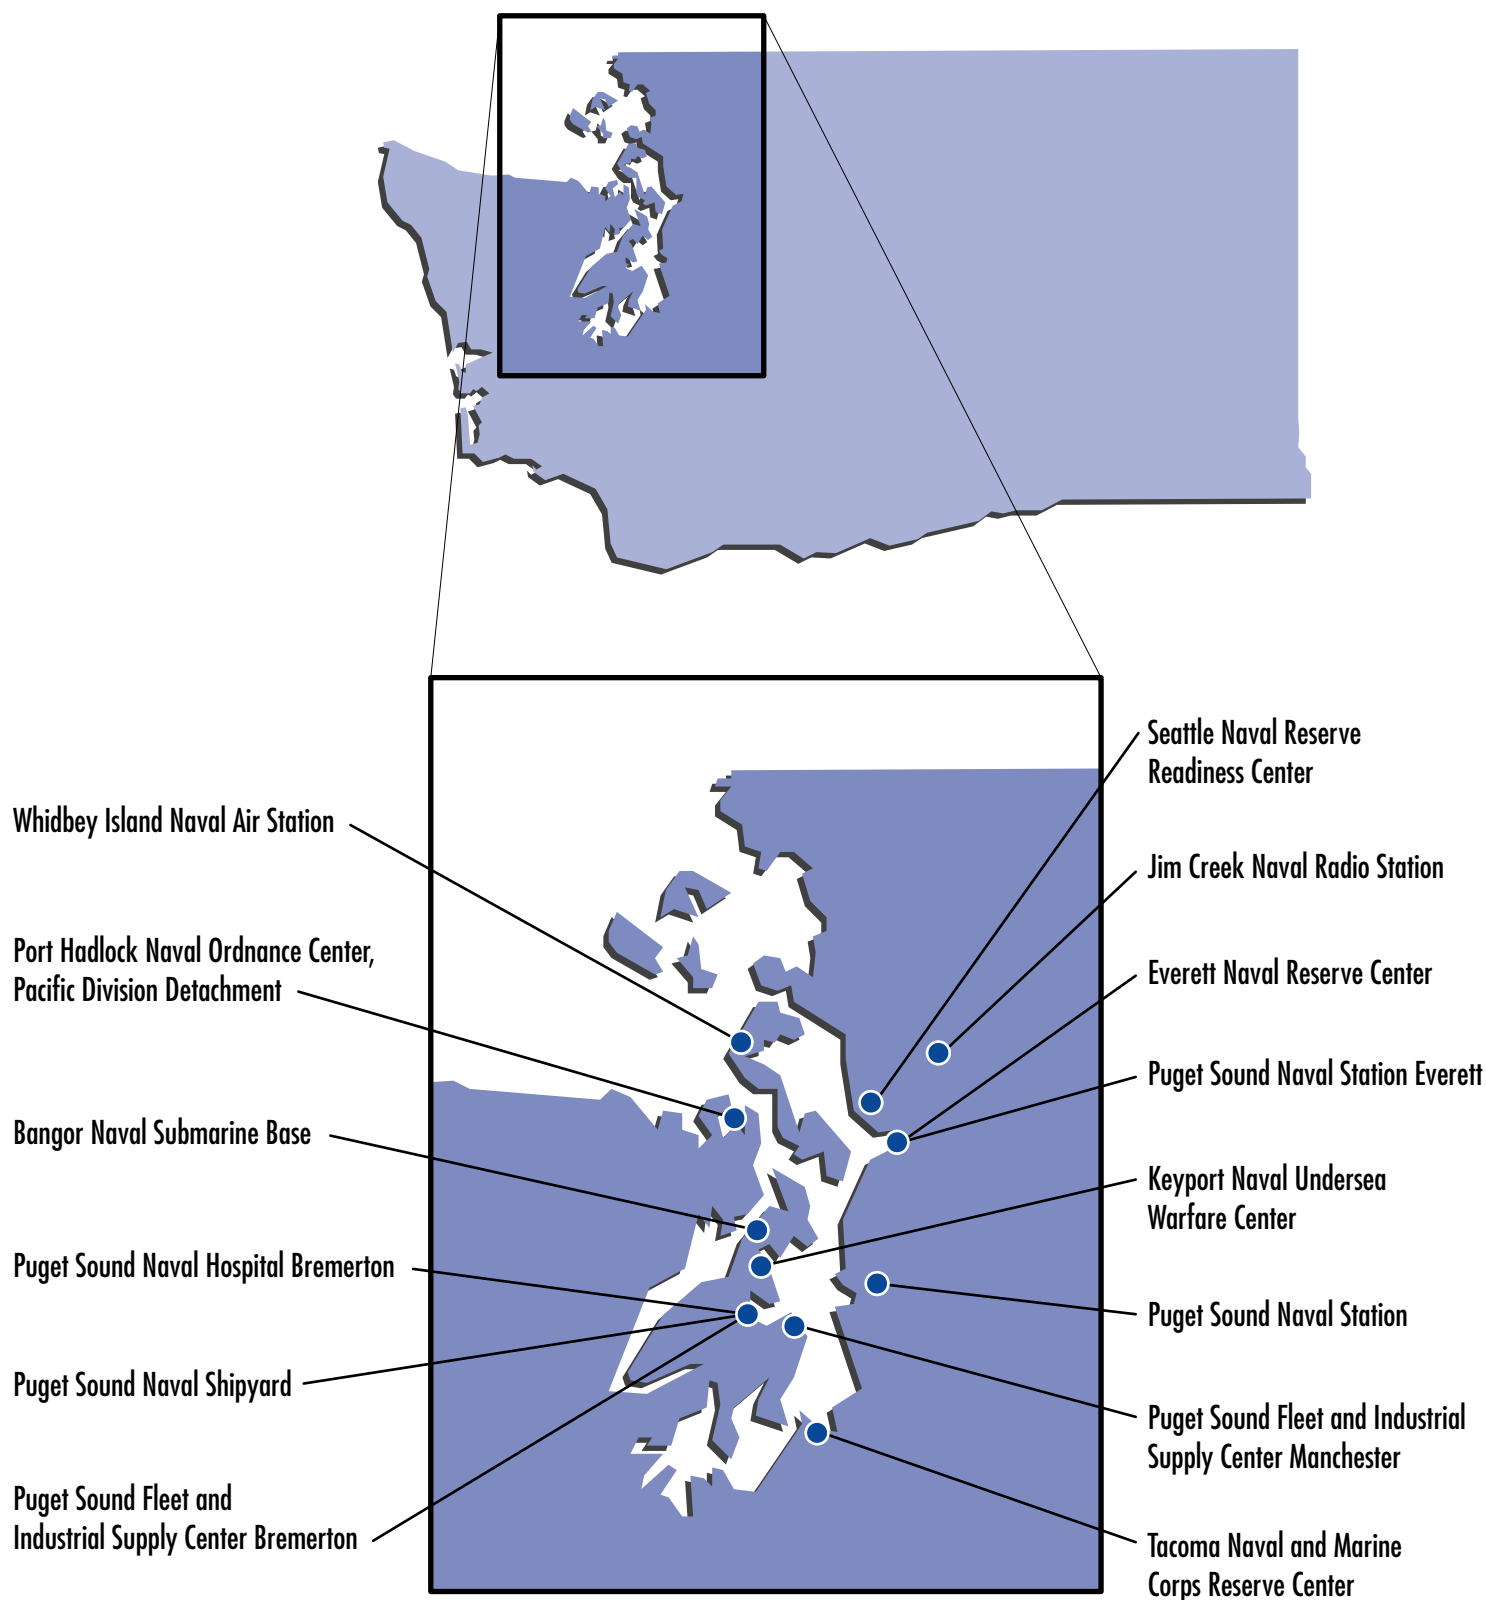 Whidbey Island Naval Air Station
Port Hadlock Naval Ordnance Center,
Pacific Division Detachment
Bangor Naval Submarine Base
Puget Sound Naval Hospital Bremerton
Puget Sound Naval Shipyard
Puget Sound Fleet and
Industrial Supply Center Bremerton
Seattle Naval Reserve
Readiness Center
Jim Creek Naval Radio Station
Everett Naval Reserve Center
Puget Sound Naval Station Everett
Keyport Naval Undersea
Warfare Center
Puget Sound Naval Station
Puget Sound Fleet and Industrial
Supply Center Manchester
Tacoma Naval and Marine
Corps Reserve Center